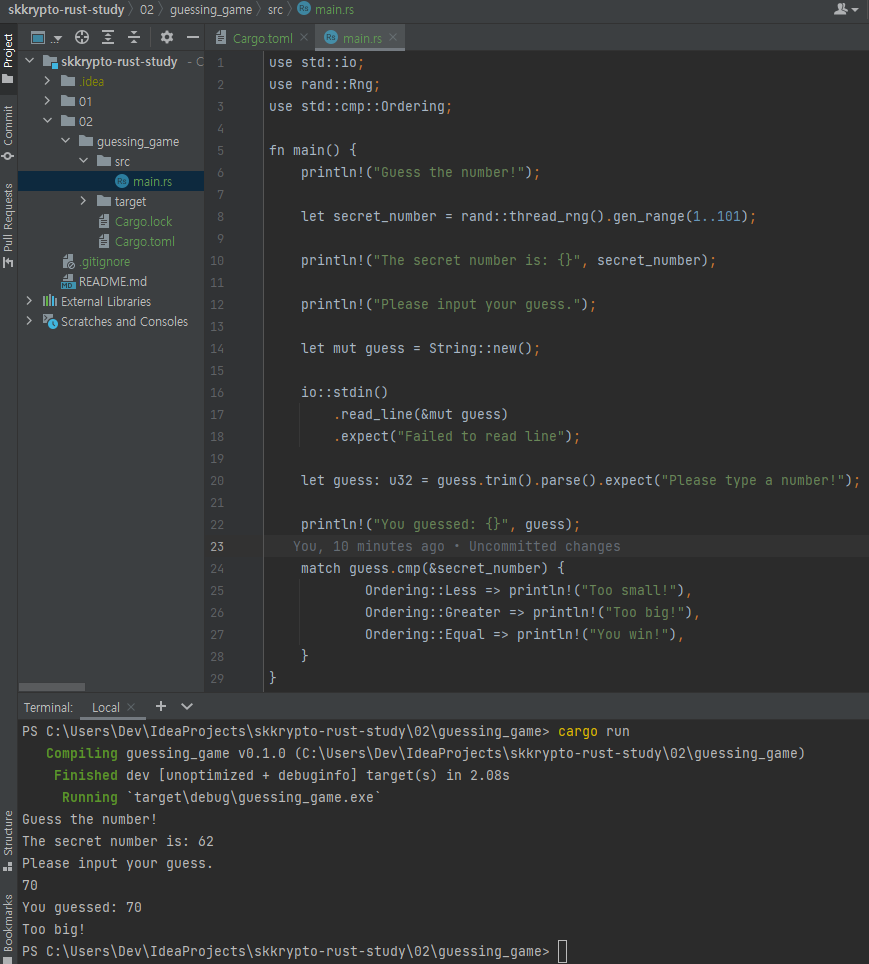 skkrypto-rust-study 02 guessing_game src main.rs
Project
Commit
Pull Requests
Structure
Bookmarks
skkrypto-rust-study - C
.idea
01
02
guessing_game
src
main.rs
target
Cargo.lock
Cargo.toml
.gitignore
README.md
External Libraries
Scratches and Consoles
Cargo.toml main.rs
1 use std::io;
2 use rand::Rng;
3 use std::cmp::Ordering;
4
5 fn main() {
6     println!("Guess the number!");
7
8     let secret_number = rand::thread_rng().gen_range(1..101);
9
10     println!("The secret number is: {}", secret_number);
11
12     println!("Please input your guess.");
13
14     let mut guess = String::new();
15
16     io::stdin()
17         .read_line(&mut guess)
18         .expect("Failed to read line");
19
20     let guess: u32 = guess.trim().parse().expect("Please type a number!");
21
22     println!("You guessed: {}", guess);
23    You, 10 minutes ago • Uncommitted changes
24     match guess.cmp(&secret_number) {
25             Ordering::Less => println!("Too small!"),
26             Ordering::Greater => println!("Too big!"),
27             Ordering::Equal => println!("You win!"),
28     }
29 }
Terminal: Local
PS C:\Users\Dev\IdeaProjects\skkrypto-rust-study\02\guessing_game> cargo run
   Compiling guessing_game v0.1.0 (C:\Users\Dev\IdeaProjects\skkrypto-rust-study\02\guessing_game)
    Finished dev [unoptimized + debuginfo] target(s) in 2.08s
     Running `target\debug\guessing_game.exe`
Guess the number!
The secret number is: 62
Please input your guess.
70
You guessed: 70
Too big!
PS C:\Users\Dev\IdeaProjects\skkrypto-rust-study\02\guessing_game>